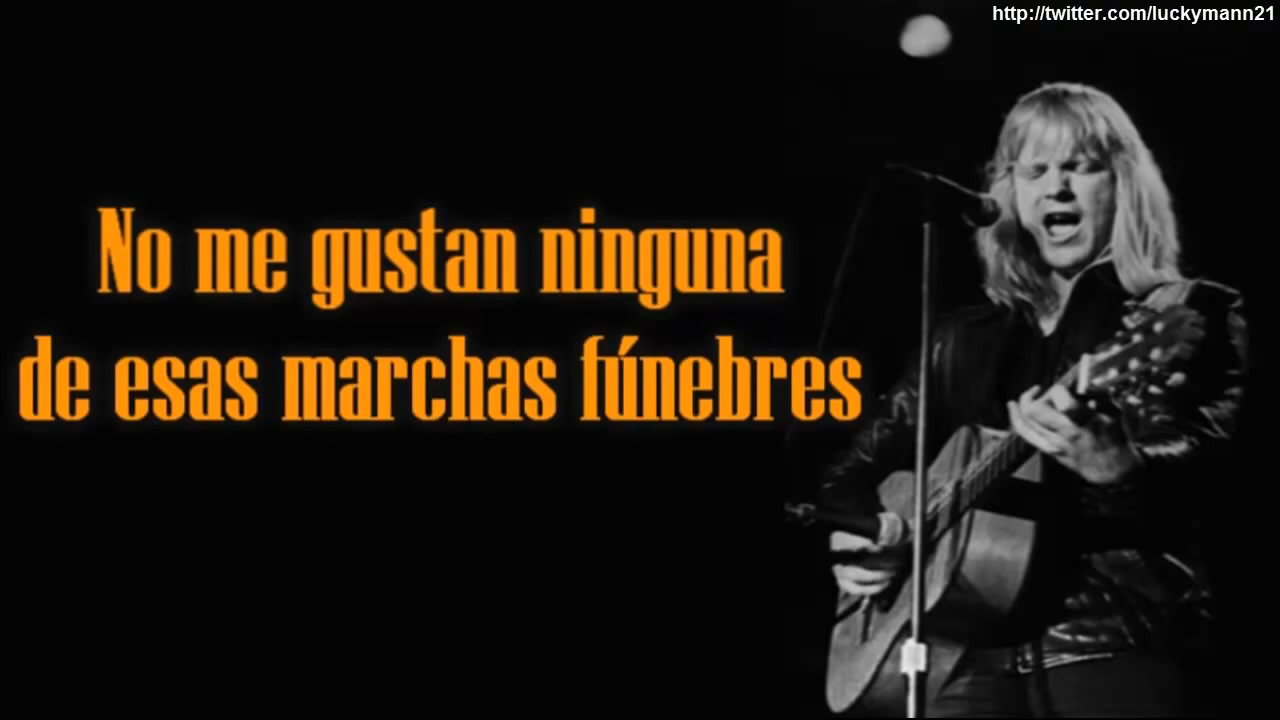 http://twitter.com/luckymann21
No me gustan ninguna
de esas marchas fúnebres